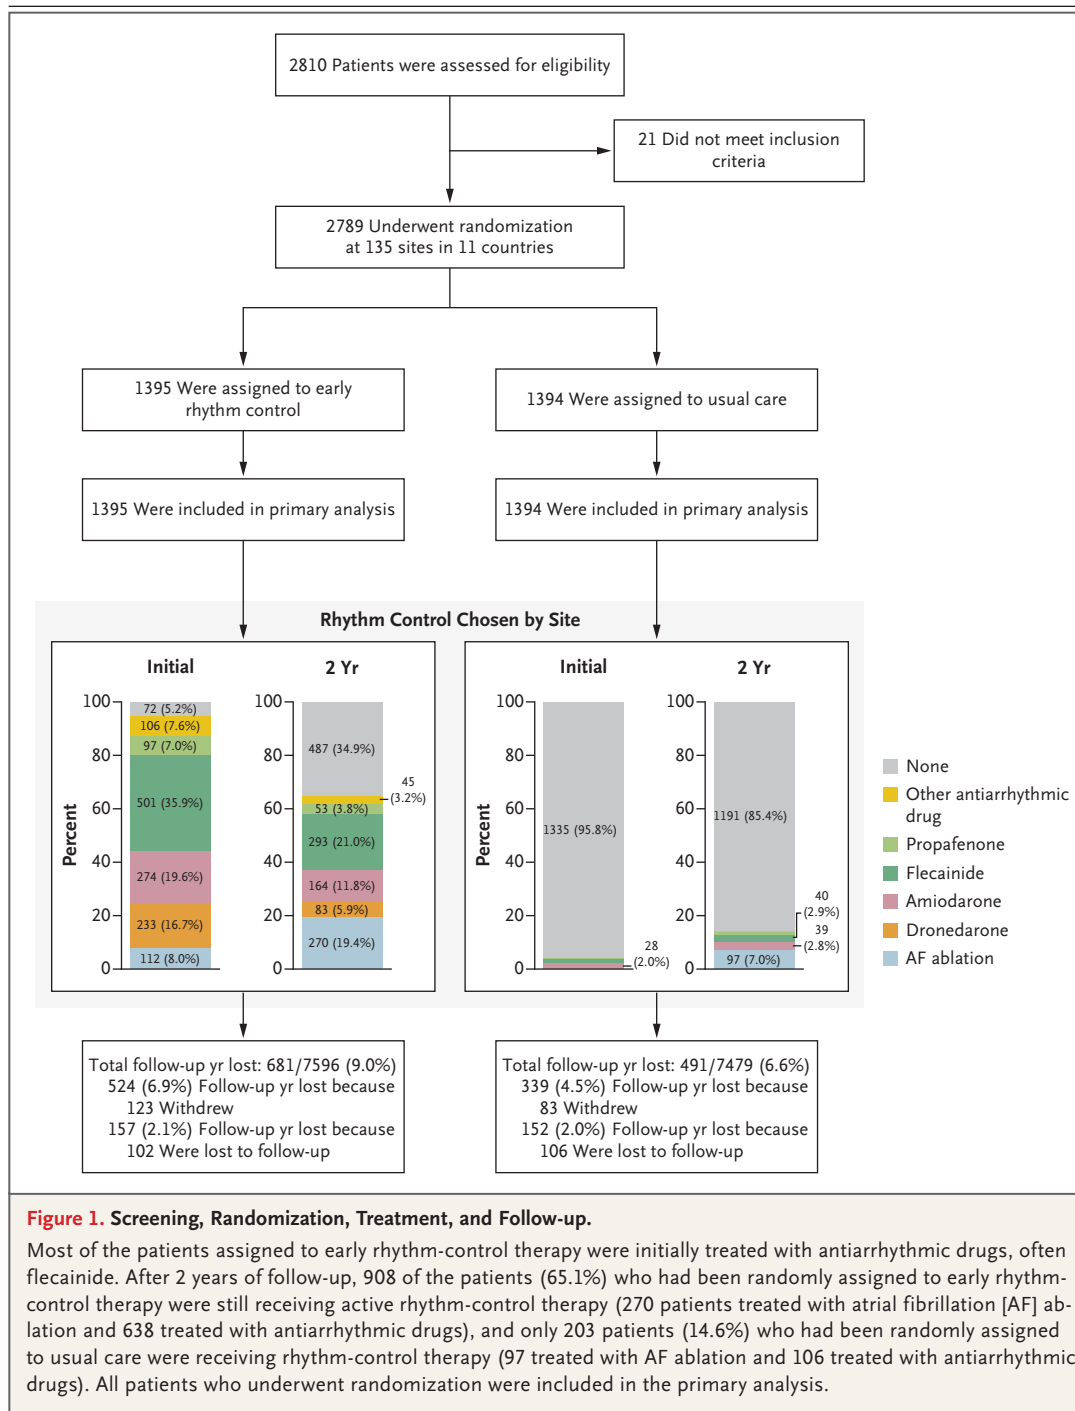 2810 Patients were assessed for eligibility
21 Did not meet inclusion
criteria
2789 Underwent randomization
at 135 sites in 11 countries
1395 Were assigned to early
rhythm control
1394 Were assigned to usual care
1395 Were included in primary analysis
1394 Were included in primary analysis
Rhythm Control Chosen by Site
Initial
2 Yr
Percent
100
80
60
40
20
0
72 (5.2%)
106 (7.6%)
97 (7.0%)
501 (35.9%)
274 (19.6%)
233 (16.7%)
112 (8.0%)
100
80
60
40
20
0
487 (34.9%)
45
(3.2%)
53 (3.8%)
293 (21.0%)
164 (11.8%)
83 (5.9%)
270 (19.4%)
Initial
2 Yr
Percent
100
80
60
40
20
0
1335 (95.8%)
28
(2.0%)
100
80
60
40
20
0
1191 (85.4%)
40
(2.9%)
39
(2.8%)
97 (7.0%)
None
Other antiarrhythmic
drug
Propafenone
Flecainide
Amiodarone
Dronedarone
AF ablation
Total follow-up yr lost: 681/7596 (9.0%)
524 (6.9%) Follow-up yr lost because
123 Withdrew
157 (2.1%) Follow-up yr lost because
102 Were lost to follow-up
Total follow-up yr lost: 491/7479 (6.6%)
339 (4.5%) Follow-up yr lost because
83 Withdrew
152 (2.0%) Follow-up yr lost because
106 Were lost to follow-up
Figure 1. Screening, Randomization, Treatment, and Follow-up.
Most of the patients assigned to early rhythm-control therapy were initially treated with antiarrhythmic drugs, often
flecainide. After 2 years of follow-up, 908 of the patients (65.1%) who had been randomly assigned to early rhythm-
control therapy were still receiving active rhythm-control therapy (270 patients treated with atrial fibrillation [AF] ab-
lation and 638 treated with antiarrhythmic drugs), and only 203 patients (14.6%) who had been randomly assigned
to usual care were receiving rhythm-control therapy (97 treated with AF ablation and 106 treated with antiarrhythmic
drugs). All patients who underwent randomization were included in the primary analysis.